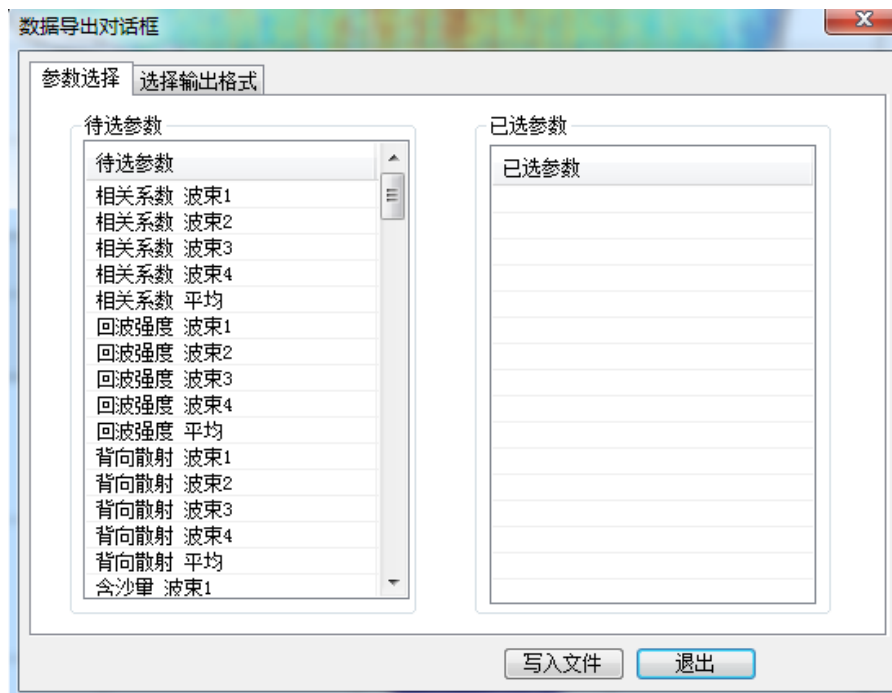 数据导出对话框
参数选择
选择输出格式
待选参数
待选参数
相关系数 波束1
相关系数 波束2
相关系数 波束3
相关系数 波束4
相关系数 平均
回波强度 波束1
回波强度 波束2
回波强度 波束3
回波强度 波束4
回波强度 平均
背向散射 波束1
背向散射 波束2
背向散射 波束3
背向散射 波束4
背向散射 平均
含沙量 波束1
已选参数
已选参数
写入文件
退出